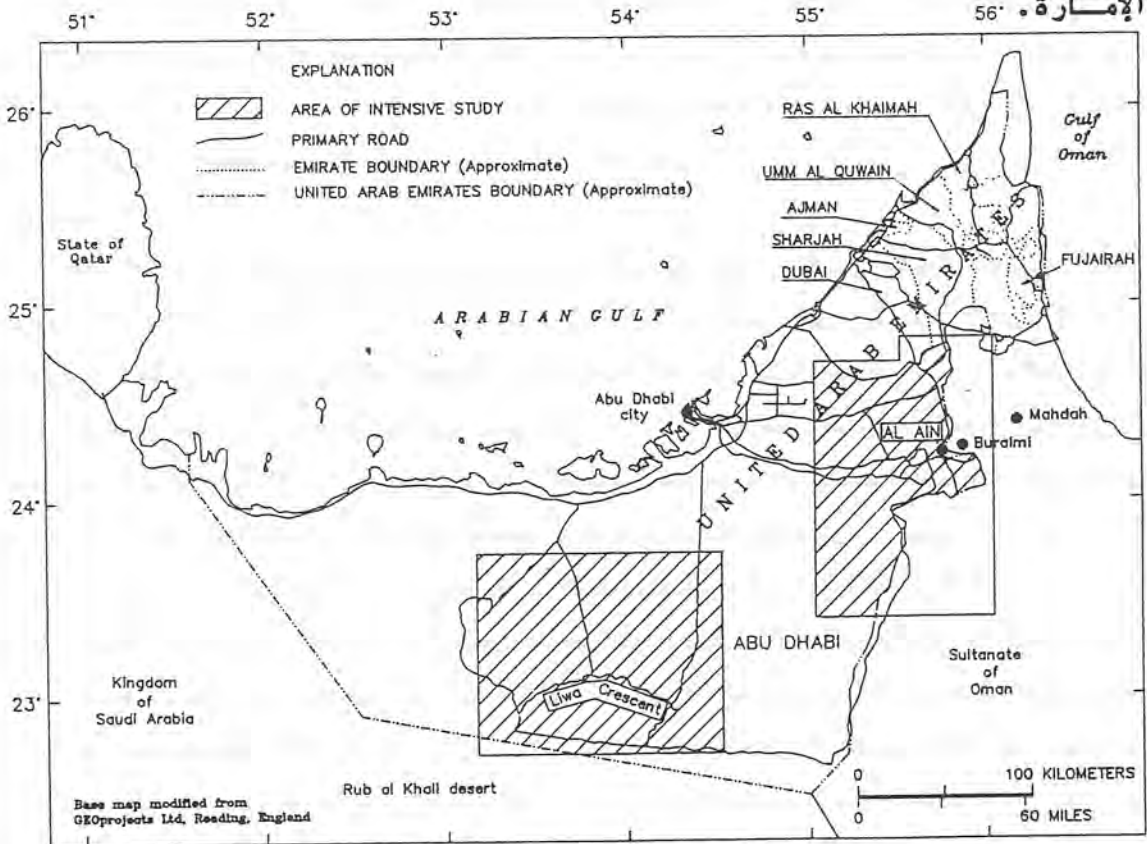 51°
52°
53°
54°
55°
56°
26°
25°
24°
23°
EXPLANATION
AREA OF INTENSIVE STUDY
PRIMARY ROAD
EMIRATE BOUNDARY (Approximate)
UNITED ARAB EMIRATES BOUNDARY (Approximate)
RAS AL KHAIMAH
Gulf
of
Oman
UMM AL QUWAIN
AJMAN
SHARJAH
DUBAI
FUJAIRAH
State of
Qatar
ARABIAN GULF
UNITED ARAB EMIRATES
Abu Dhabi
city
Mahdah
AL AIN
Buraimi
ABU DHABI
Liwa Crescent
Sultanate
of
Oman
Kingdom
of
Saudi Arabia
Rub al Khali desert
0 100 KILOMETERS
0 60 MILES
Base map modified from
GEOprojects Ltd, Reading, England